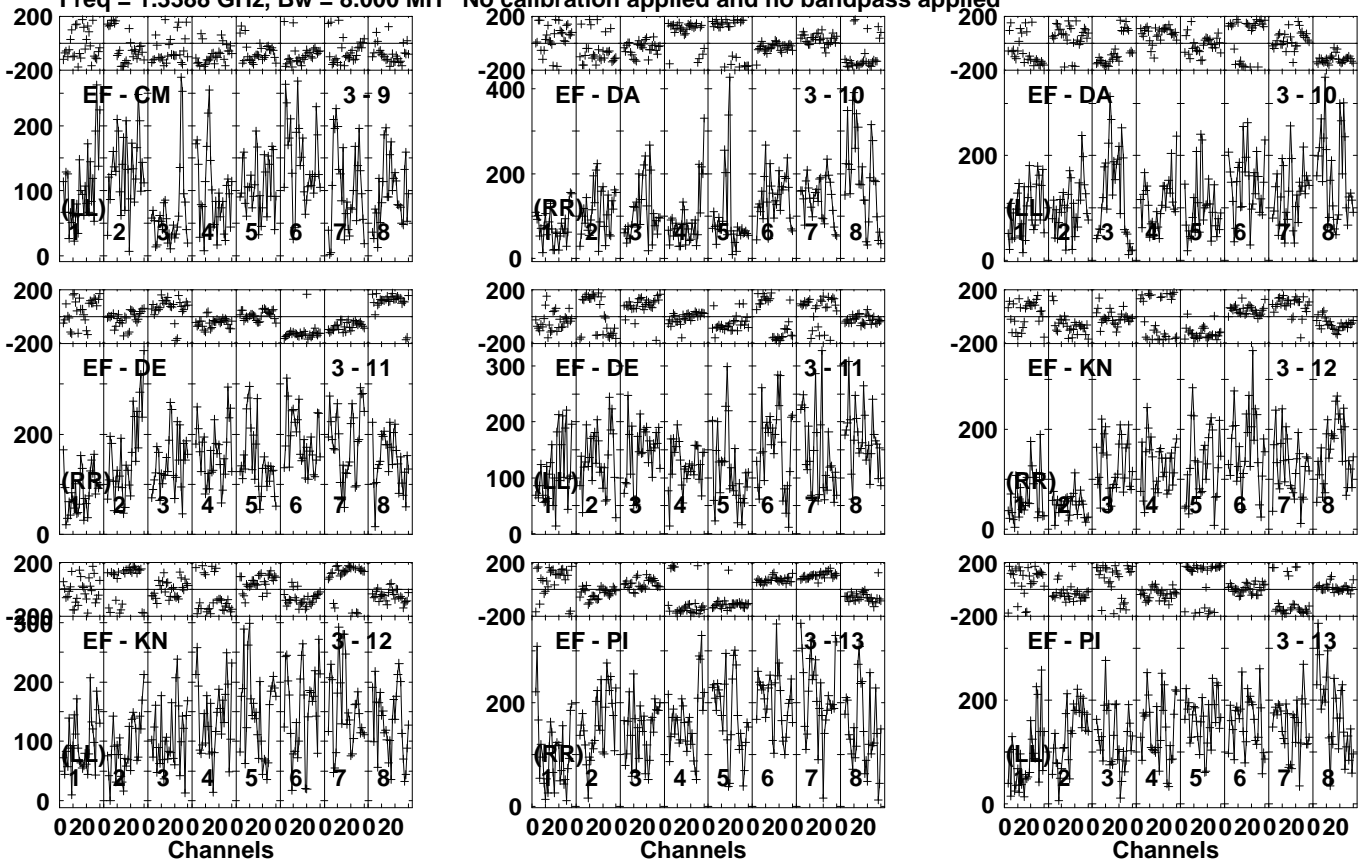 Freq = 1.5388 GHz, Bw = 8.000 MH No calibration applied and no bandpass applied
200 200 200
-200 -200 -200
EF - CM 3 - 9
200
100
0
(LL)
1 2 3 4 5 6 7 8
400
EF - DA 3 - 10
200
0
(RR)
1 2 3 4 5 6 7 8
EF - DA 3 - 10
200
0
(LL)
1 2 3 4 5 6 7 8
200 200 200
-200 -200 -200
EF - DE 3 - 11
200
0
(RR)
1 2 3 4 5 6 7 8
300
EF - DE 3 - 11
200
100
0
(LL)
1 2 3 4 5 6 7 8
EF - KN 3 - 12
200
0
(RR)
1 2 3 4 5 6 7 8
200 200 200
-200 -200 -200
300
EF - KN 3 - 12
200
100
0
(LL)
1 2 3 4 5 6 7 8
EF - PI 3 - 13
200
0
(RR)
1 2 3 4 5 6 7 8
EF - PI 3 - 13
200
0
(LL)
1 2 3 4 5 6 7 8
0 20 0 20 0 20 0 20 0 20 0 20 0 20 0 20
Channels
0 20 0 20 0 20 0 20 0 20 0 20 0 20 0 20
Channels
0 20 0 20 0 20 0 20 0 20 0 20 0 20 0 20
Channels